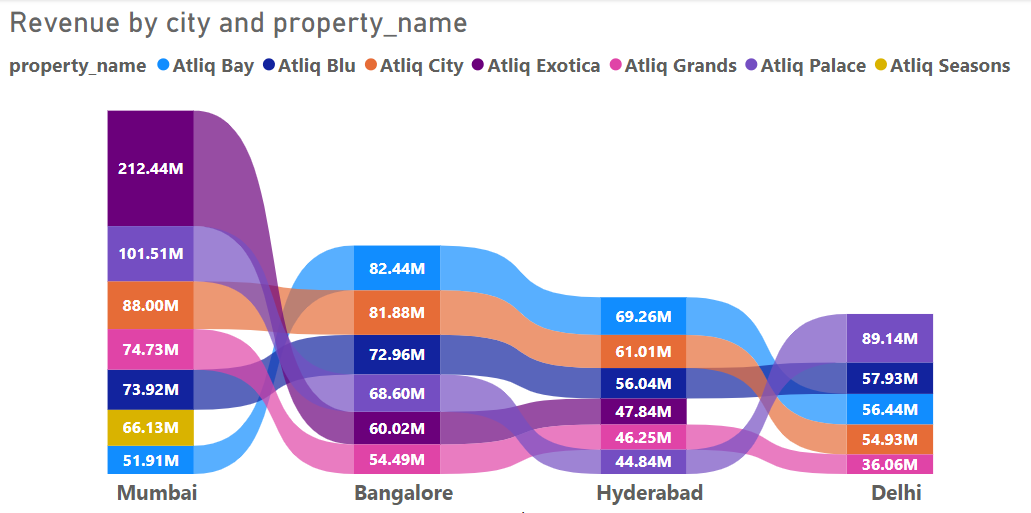 Revenue by city and property_name
property_name Atliq Bay Atliq Blu Atliq City Atliq Exotica Atliq Grands Atliq Palace Atliq Seasons
212.44M
101.51M
88.00M
74.73M
73.92M
66.13M
51.91M
82.44M
81.88M
72.96M
68.60M
60.02M
54.49M
69.26M
61.01M
56.04M
47.84M
46.25M
44.84M
89.14M
57.93M
56.44M
54.93M
36.06M
Mumbai Bangalore Hyderabad Delhi